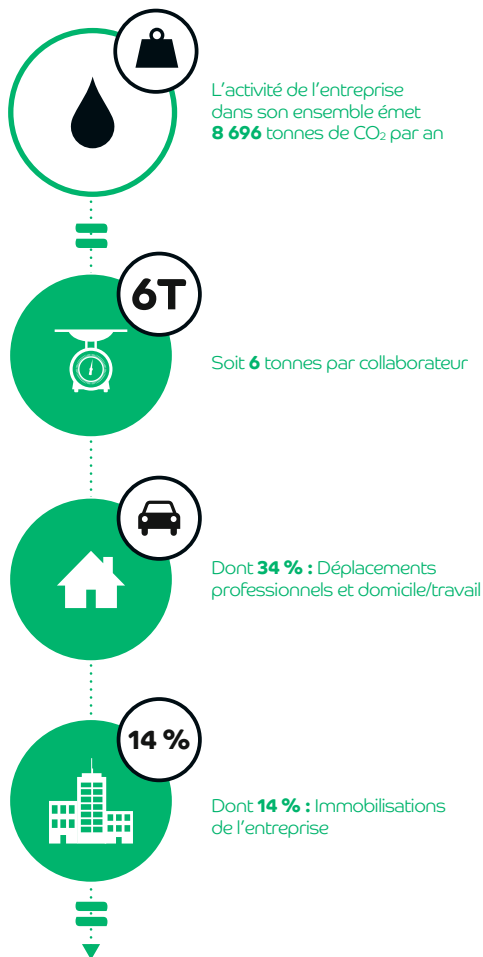 L'activité de l'entreprise
dans son ensemble émet
8 696 tonnes de CO₂ par an
6T
Soit 6 tonnes par collaborateur
Dont 34 % : Déplacements
professionnels et domicile/travail
14 %
Dont 14 % : Immobilisations
de l'entreprise